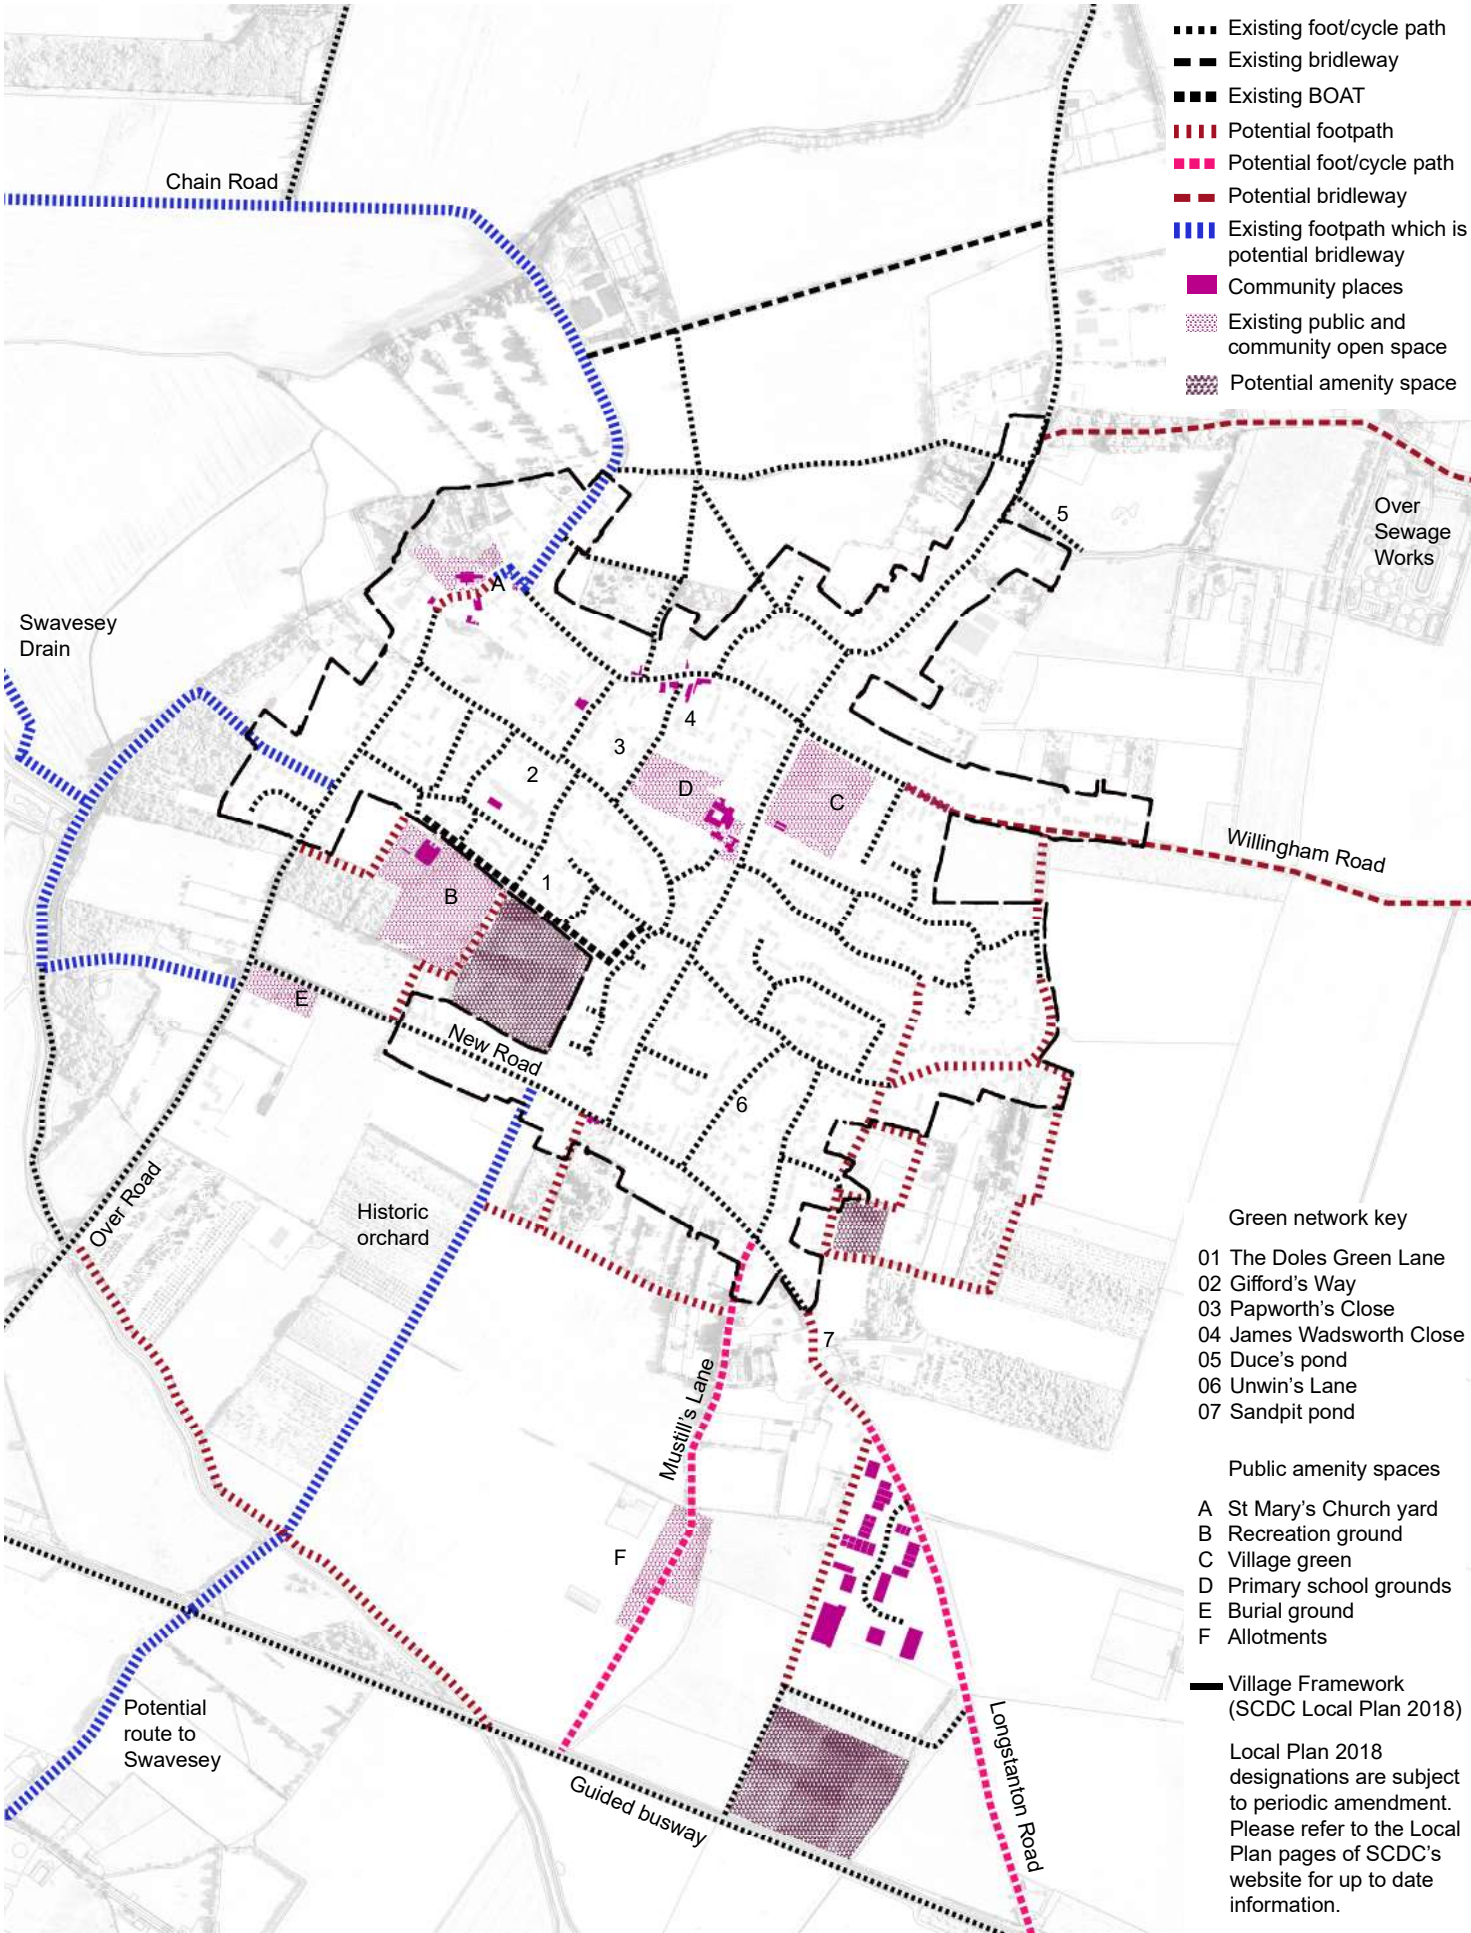 Existing foot/cycle path
Existing bridleway
Existing BOAT
Potential footpath
Potential foot/cycle path
Potential bridleway
Existing footpath which is
potential bridleway
Community places
Existing public and
community open space
Potential amenity space
Chain Road
5
Over
Sewage
Works
A
Swavesey
Drain
4
3
2
D
C
Willingham Road
1
B
E
New Road
6
Over Road
Historic
orchard
7
Mustill's Lane
F
Potential
route to
Swavesey
Guided busway
Longstanton Road
Green network key
01 The Doles Green Lane
02 Gifford's Way
03 Papworth's Close
04 James Wadsworth Close
05 Duce's pond
06 Unwin's Lane
07 Sandpit pond
Public amenity spaces
A St Mary's Church yard
B Recreation ground
C Village green
D Primary school grounds
E Burial ground
F Allotments
Village Framework
(SCDC Local Plan 2018)
Local Plan 2018
designations are subject
to periodic amendment.
Please refer to the Local
Plan pages of SCDC's
website for up to date
information.